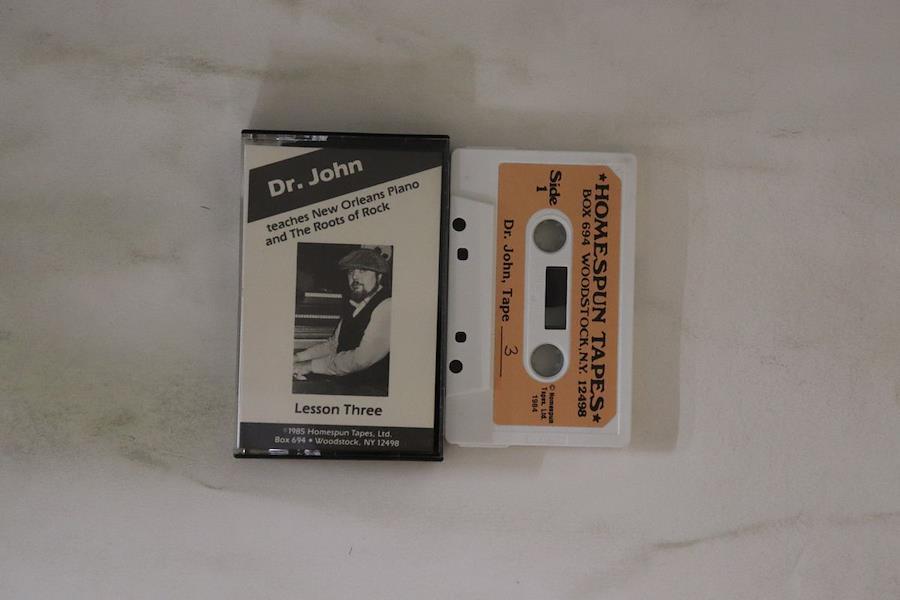 Dr. John
teaches New Orleans Piano
and The Roots of Rock
Lesson Three
©1985 Homespun Tapes, Ltd.
Box 694 • Woodstock, NY 12498
★HOMESPUN TAPES★
BOX 694 WOODSTOCK, N.Y. 12498
Side
1
Dr. John, Tape 3
© Homespun
Tapes, Ltd.
1984